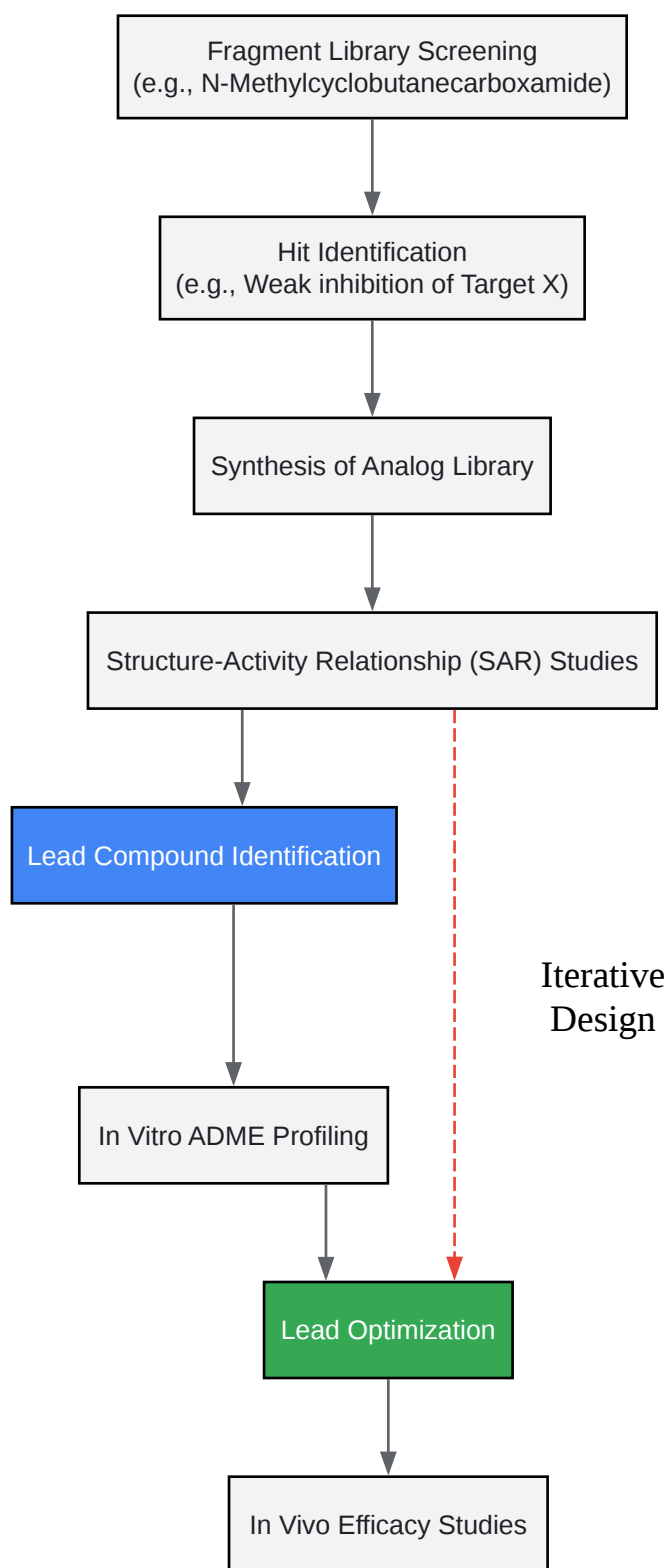 Fragment Library Screening
(e.g., N-Methylcyclobutanecarboxamide)
Hit Identification
(e.g., Weak inhibition of Target X)
Synthesis of Analog Library
Structure-Activity Relationship (SAR) Studies
Lead Compound Identification
Iterative
Design
In Vitro ADME Profiling
Lead Optimization
In Vivo Efficacy Studies